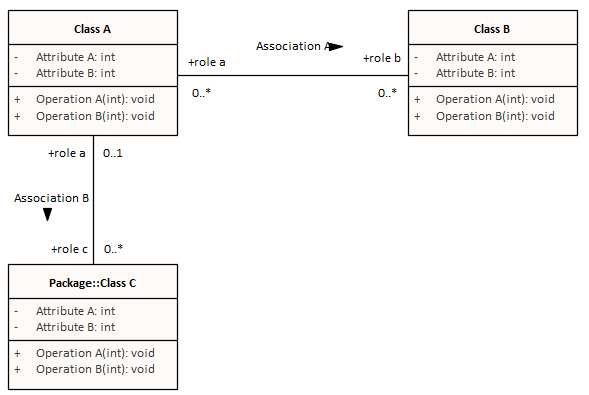 Class A
- Attribute A: int
- Attribute B: int
+ Operation A(int): void
+ Operation B(int): void
+role a
0..*
Association A
+role b
0..*
Class B
- Attribute A: int
- Attribute B: int
+ Operation A(int): void
+ Operation B(int): void
+role a 0..1
Association B
+role c 0..*
Package::Class C
- Attribute A: int
- Attribute B: int
+ Operation A(int): void
+ Operation B(int): void